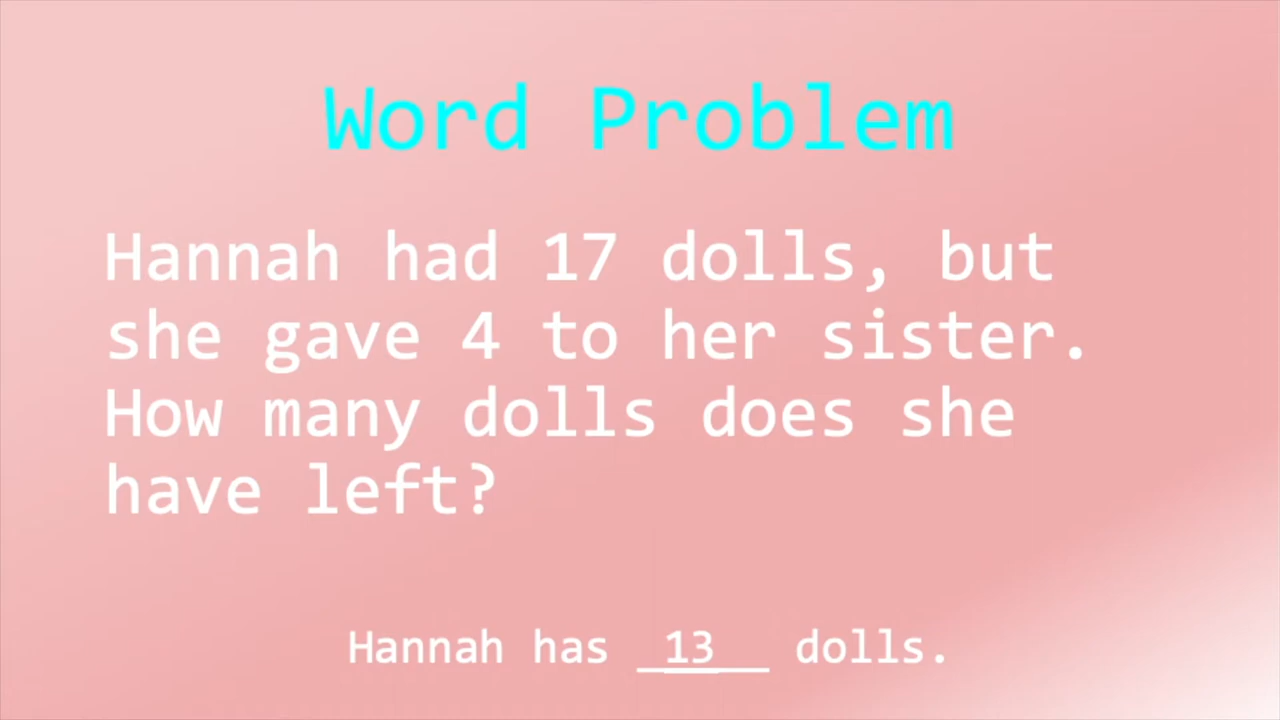 Word Problem
Hannah had 17 dolls, but
she gave 4 to her sister.
How many dolls does she
have left?
Hannah has _13__ dolls.